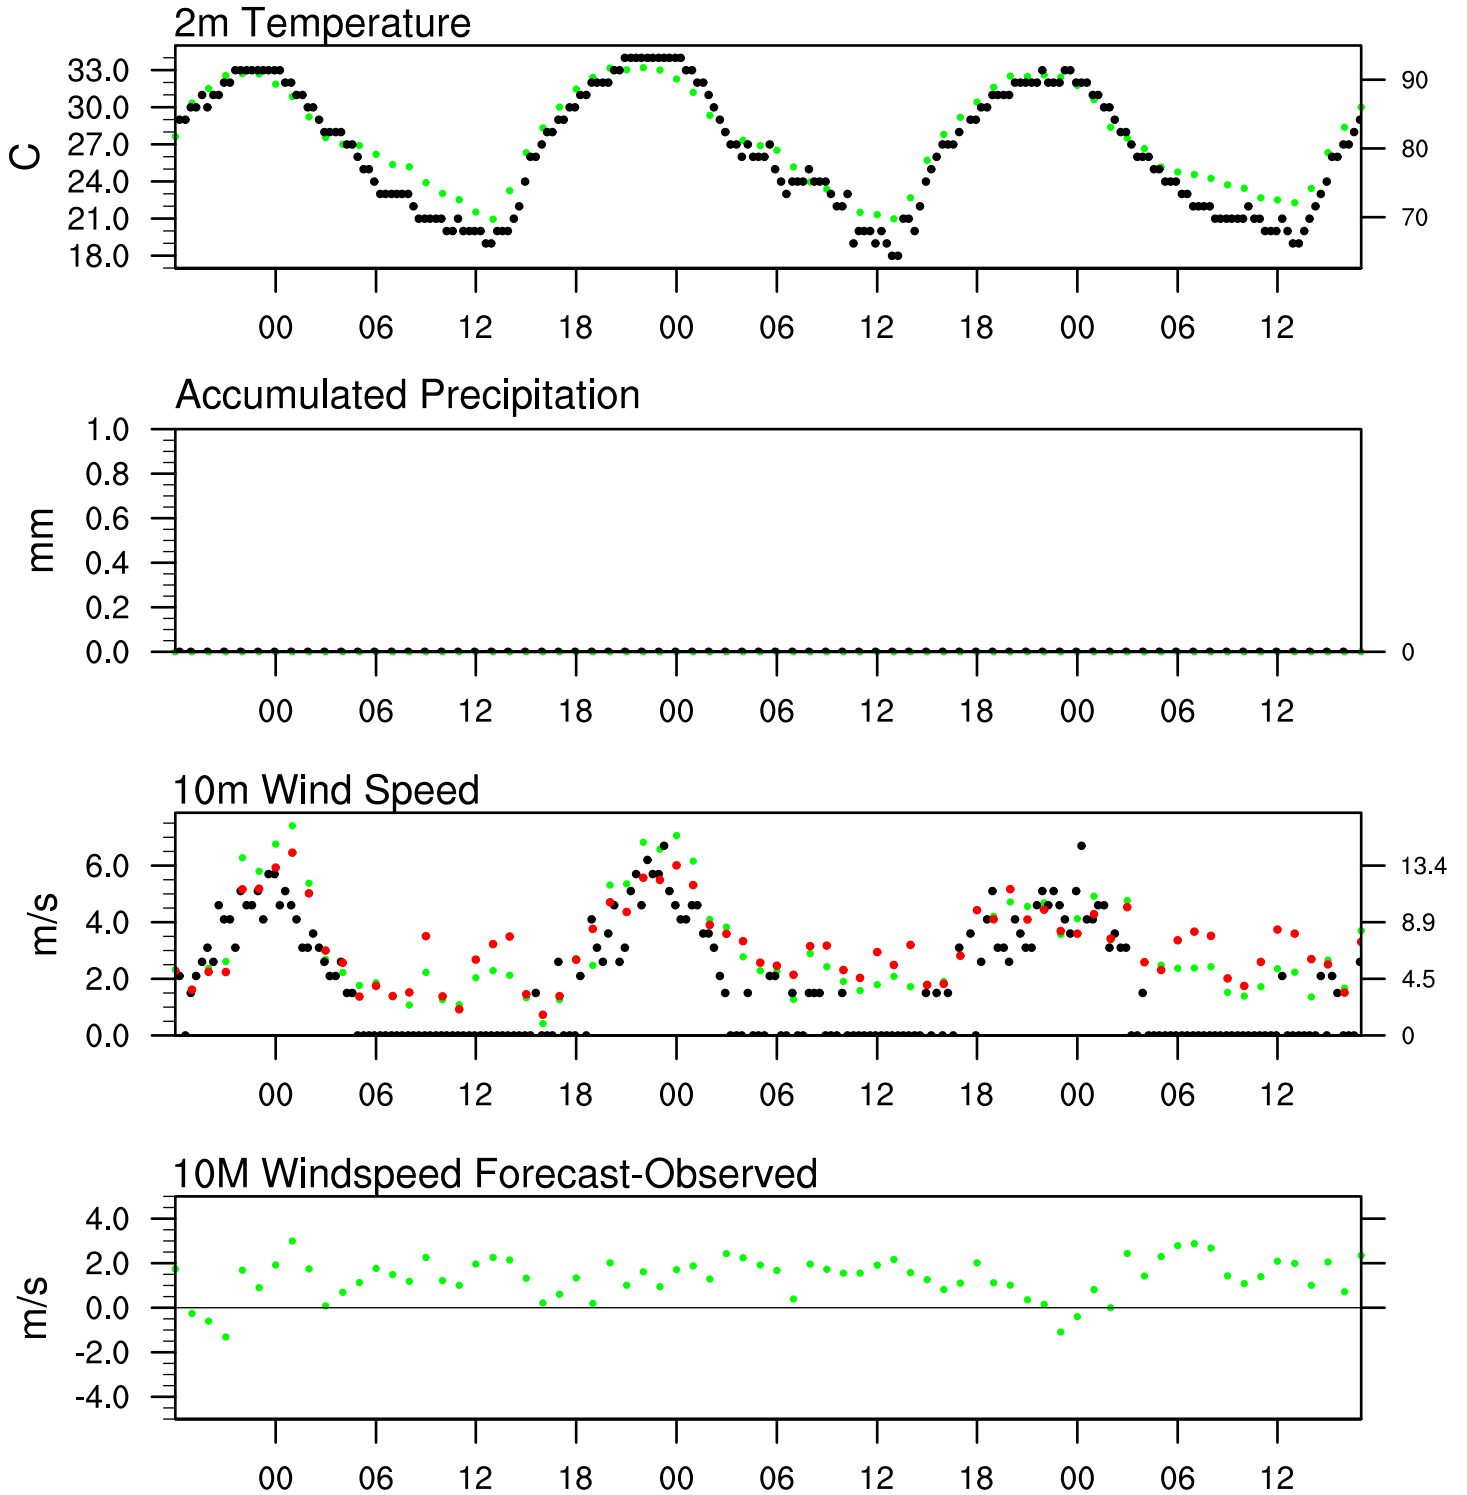 2m Temperature
C
33.0
30.0
27.0
24.0
21.0
18.0
90
80
70
00 06 12 18 00 06 12 18 00 06 12
Accumulated Precipitation
mm
1.0
0.8
0.6
0.4
0.2
0.0
0
00 06 12 18 00 06 12 18 00 06 12
10m Wind Speed
m/s
6.0
4.0
2.0
0.0
13.4
8.9
4.5
0
00 06 12 18 00 06 12 18 00 06 12
10M Windspeed Forecast-Observed
m/s
4.0
2.0
0.0
-2.0
-4.0
00 06 12 18 00 06 12 18 00 06 12